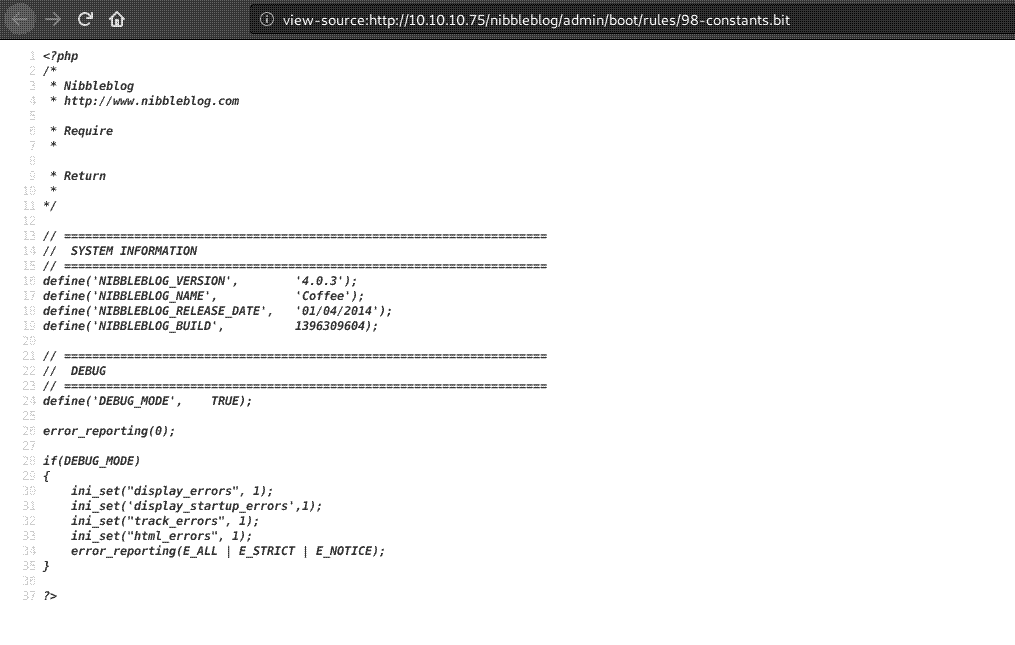 view-source:http://10.10.10.75/nibbleblog/admin/boot/rules/98-constants.bit
1 <?php
2 /*
3  * Nibbleblog
4  * http://www.nibbleblog.com
5
6  * Require
7  *
8
9  * Return
10  *
11 */
12
13 // =====================================================================
14 //  SYSTEM INFORMATION
15 // =====================================================================
16 define('NIBBLEBLOG_VERSION',        '4.0.3');
17 define('NIBBLEBLOG_NAME',           'Coffee');
18 define('NIBBLEBLOG_RELEASE_DATE',   '01/04/2014');
19 define('NIBBLEBLOG_BUILD',          1396309604);
20
21 // =====================================================================
22 //  DEBUG
23 // =====================================================================
24 define('DEBUG_MODE',    TRUE);
25
26 error_reporting(0);
27
28 if(DEBUG_MODE)
29 {
30     ini_set("display_errors", 1);
31     ini_set('display_startup_errors',1);
32     ini_set("track_errors", 1);
33     ini_set("html_errors", 1);
34     error_reporting(E_ALL | E_STRICT | E_NOTICE);
35 }
36
37 ?>